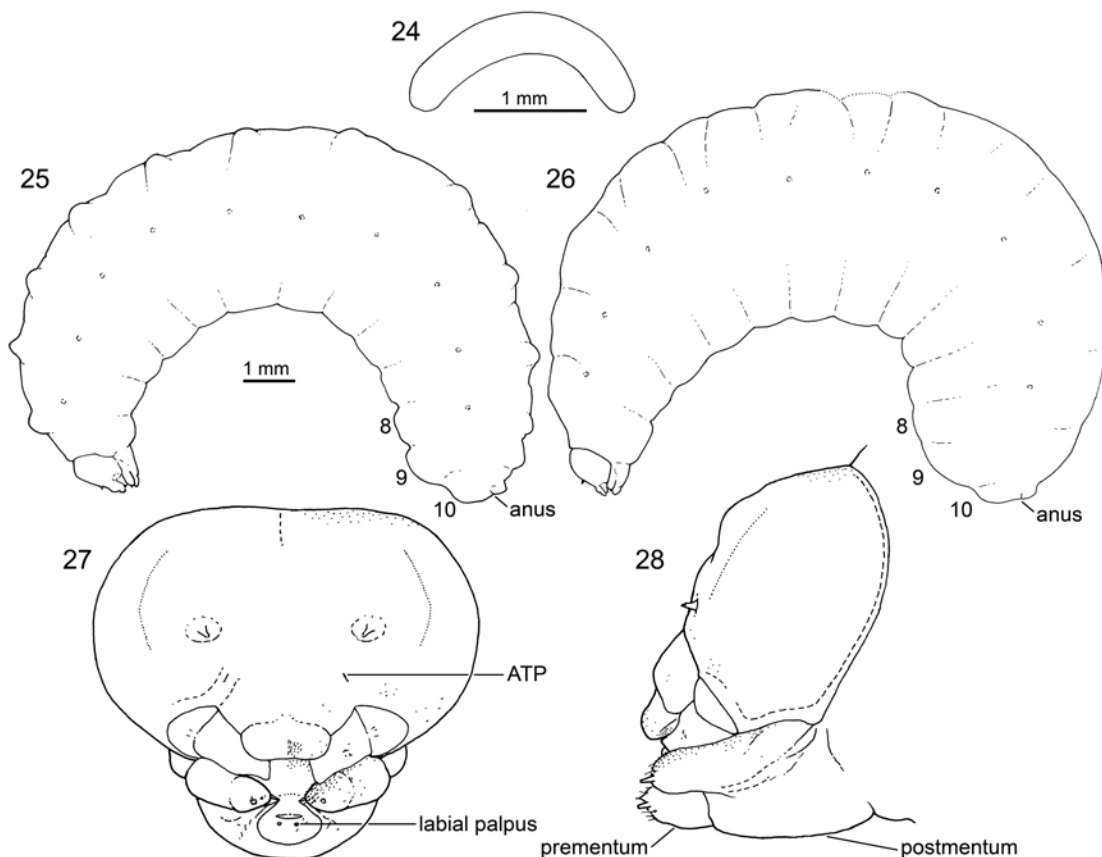 24
1 mm
25
26
1 mm
8
9
10
anus
8
9
10
anus
27
28
ATP
labial palpus
prementum
postmentum